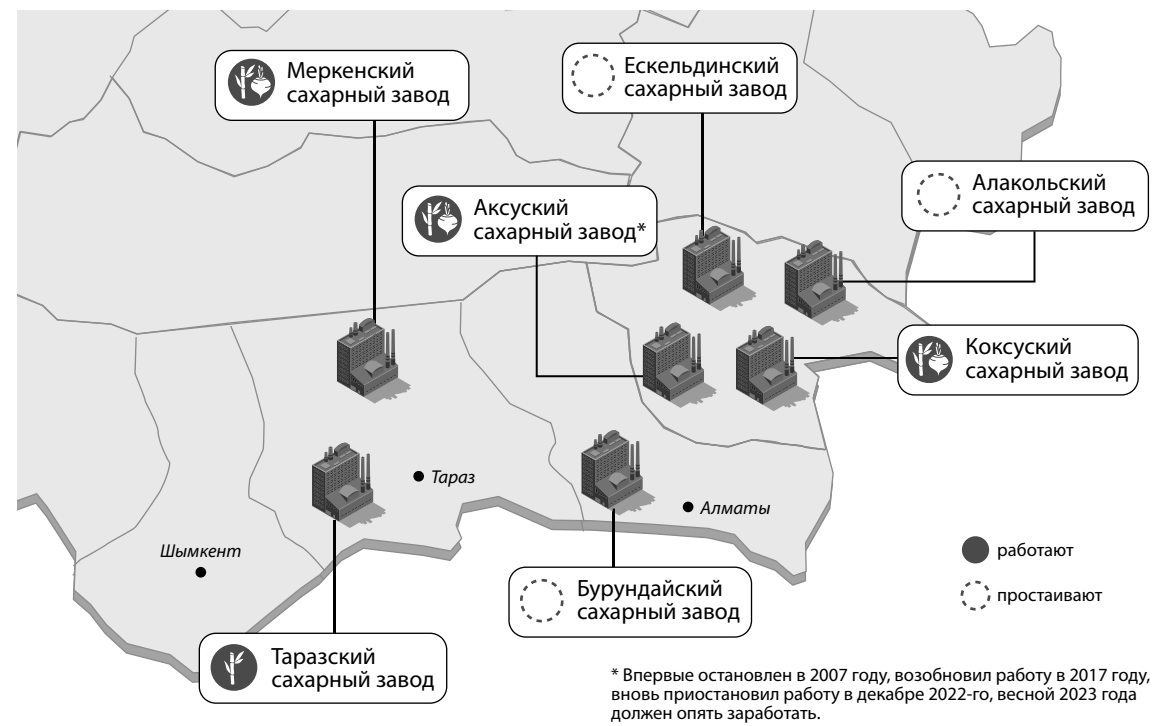 Меркенский
сахарный завод
Ескельдинский
сахарный завод
Алакольский
сахарный завод
Аксуский
сахарный завод*
Коксуский
сахарный завод
Тараз
Алматы
Шымкент
работают
простаивают
Бурундайский
сахарный завод
Таразский
сахарный завод
* Впервые остановлен в 2007 году, возобновил работу в 2017 году,
вновь приостановил работу в декабре 2022-го, весной 2023 года
должен опять заработать.